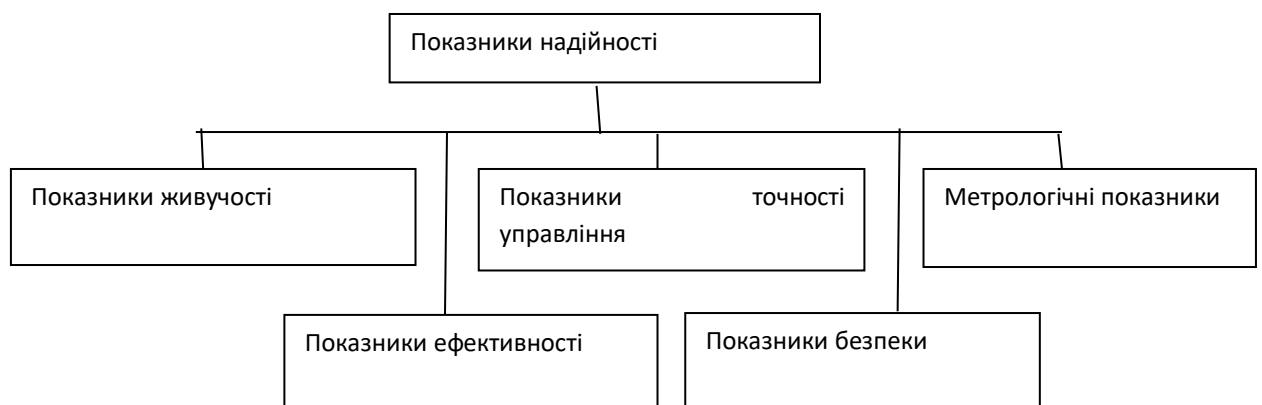 Показники надійності
Показники живучості
Показники точності
управління
Метрологічні показники
Показники ефективності
Показники безпеки